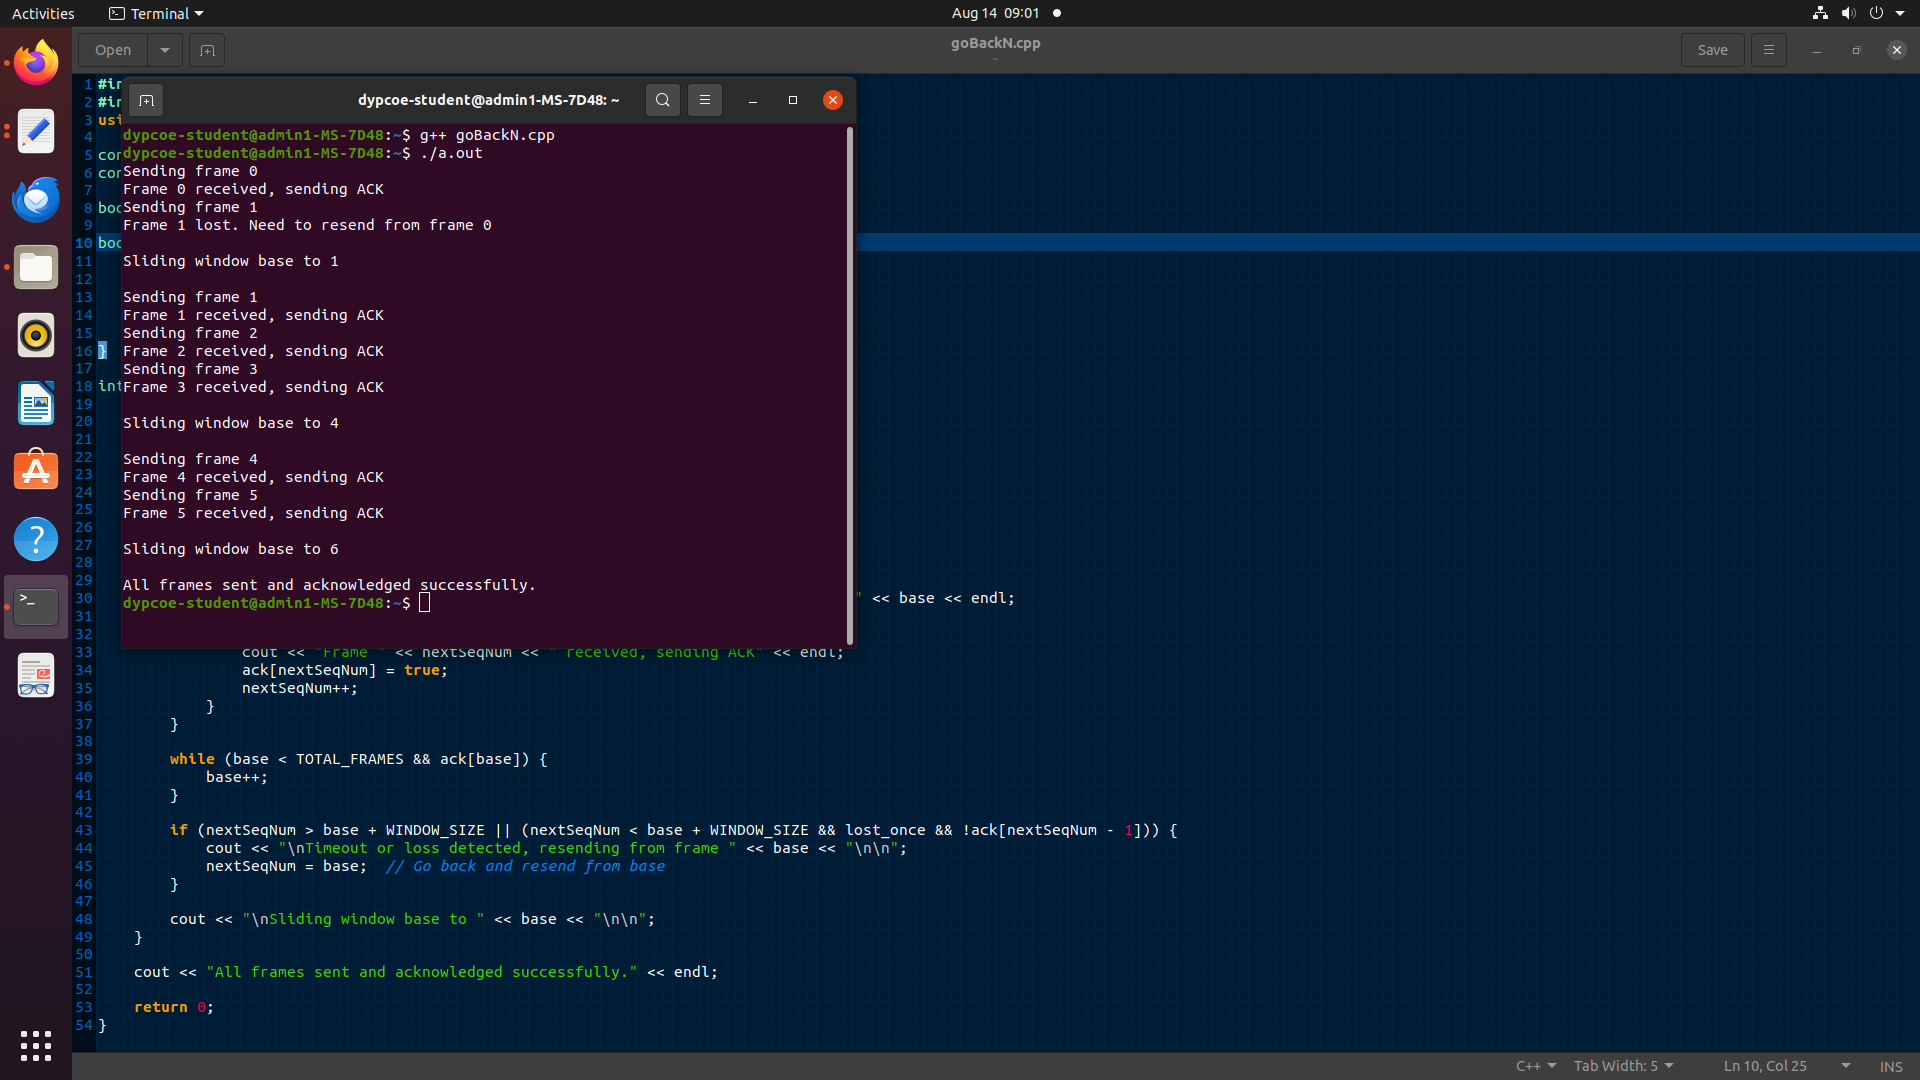 Activities
Terminal
Aug 14 09:01
Open
goBackN.cpp
~
Save
dypcoe-student@admin1-MS-7D48: ~
dypcoe-student@admin1-MS-7D48:~$ g++ goBackN.cpp
dypcoe-student@admin1-MS-7D48:~$ ./a.out
Sending frame 0
Frame 0 received, sending ACK
Sending frame 1
Frame 1 lost. Need to resend from frame 0
Sliding window base to 1
Sending frame 1
Frame 1 received, sending ACK
Sending frame 2
Frame 2 received, sending ACK
Sending frame 3
Frame 3 received, sending ACK
Sliding window base to 4
Sending frame 4
Frame 4 received, sending ACK
Sending frame 5
Frame 5 received, sending ACK
Sliding window base to 6
All frames sent and acknowledged successfully.
dypcoe-student@admin1-MS-7D48:~$
1 #in
2 #in
3 usi
4
5 con
6 con
7
8 boo
9
10 boo
11
12
13
14
15
16 }
17
18 int
19
20
21
22
23
24
25
26
27
28
29
30 " << base << endl;
31
32
33 cout << "Frame " << nextSeqNum << " received, sending ACK" << endl;
34 ack[nextSeqNum] = true;
35 nextSeqNum++;
36 }
37 }
38
39 while (base < TOTAL_FRAMES && ack[base]) {
40 base++;
41 }
42
43 if (nextSeqNum > base + WINDOW_SIZE || (nextSeqNum < base + WINDOW_SIZE && lost_once && !ack[nextSeqNum - 1])) {
44 cout << "\nTimeout or loss detected, resending from frame " << base << "\n\n";
45 nextSeqNum = base; // Go back and resend from base
46 }
47
48 cout << "\nSliding window base to " << base << "\n\n";
49 }
50
51 cout << "All frames sent and acknowledged successfully." << endl;
52
53 return 0;
54 }
C++
Tab Width: 5
Ln 10, Col 25
INS